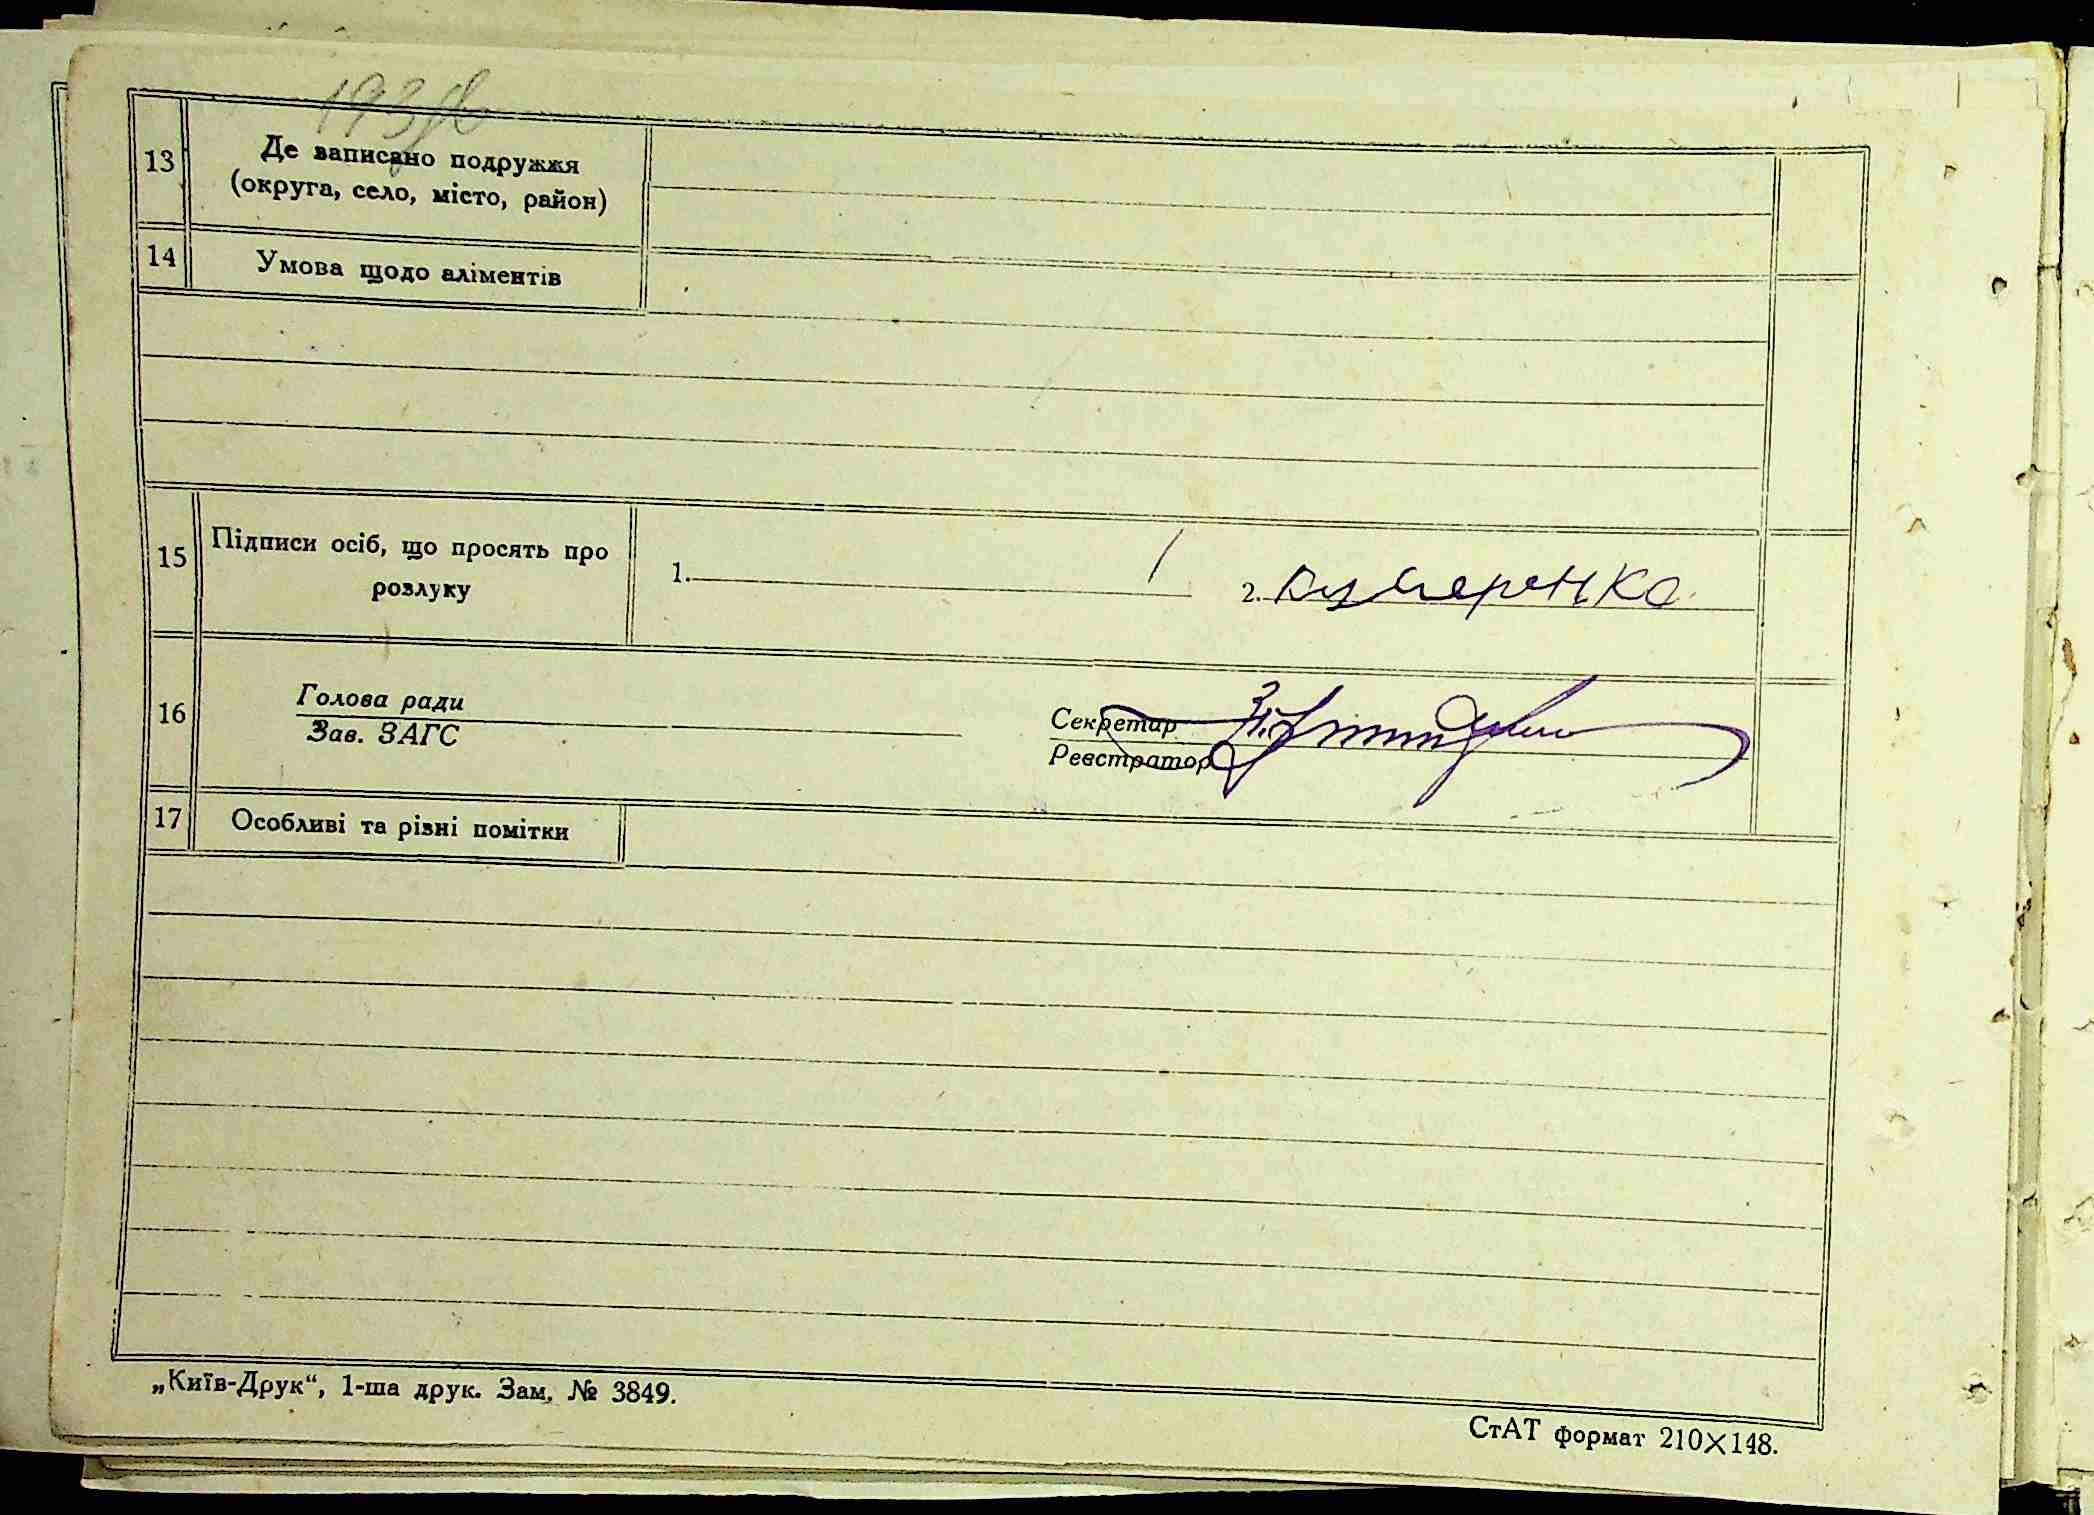 13
Де записано подружжя
(округа, село, місто, район)
14
Умова щодо аліментів
15
Підписи осіб, що просять про
розлуку
1.
2.
16
Голова ради
Зав. ЗАГС
Секретар
Реєстратор
17
Особливі та різні помітки
„Київ-Друк“, 1-ша друк. Зам. № 3849.
СтАТ формат 210×148.